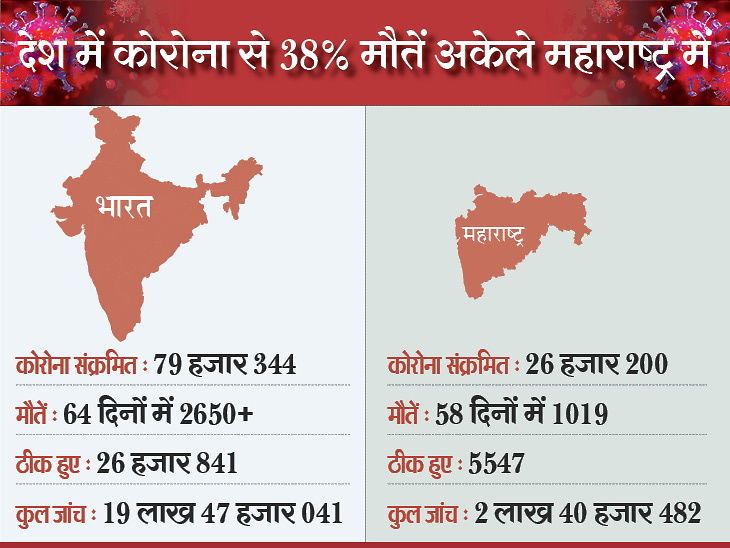 देश में कोरोना से 38% मौतें अकेले महाराष्ट्र में
भारत
कोरोना संक्रमित : 79 हजार 344
मौतें : 64 दिनों में 2650+
ठीक हुए : 26 हजार 841
कुल जांच : 19 लाख 47 हजार 041
महाराष्ट्र
कोरोना संक्रमित : 26 हजार 200
मौतें : 58 दिनों में 1019
ठीक हुए : 5547
कुल जांच : 2 लाख 40 हजार 482